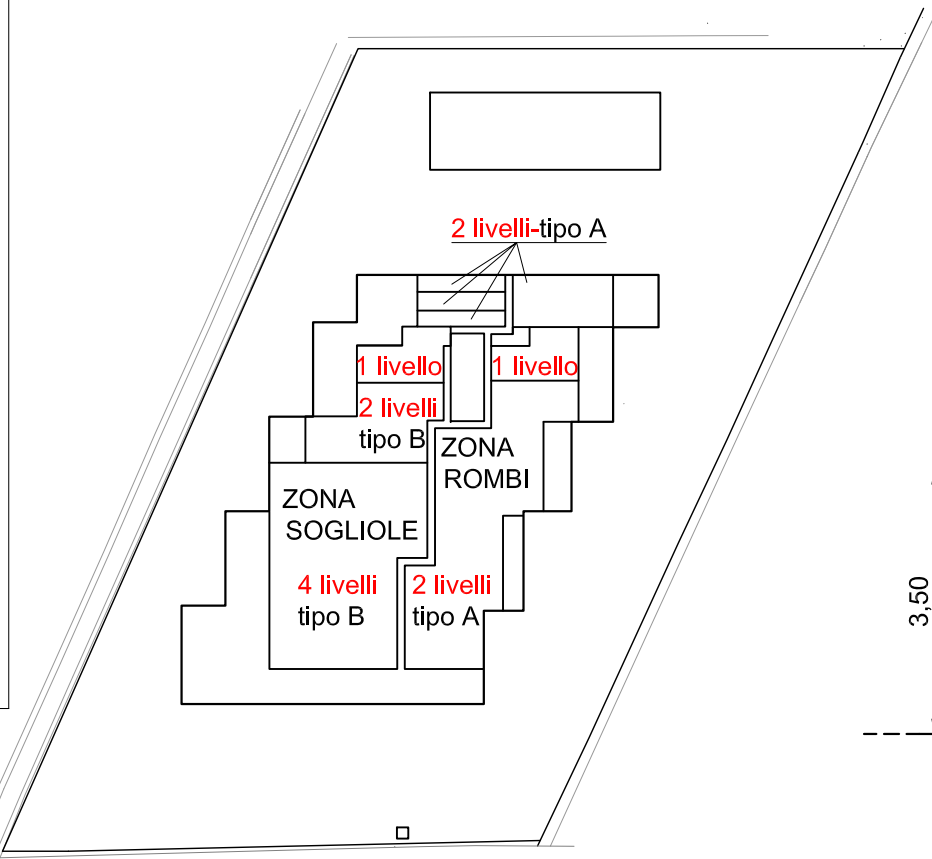 2 livelli-tipo A
1 livello
1 livello
2 livelli
tipo B
ZONA
ROMBI
ZONA
SOGLIOLE
4 livelli
tipo B
2 livelli
tipo A
3,50